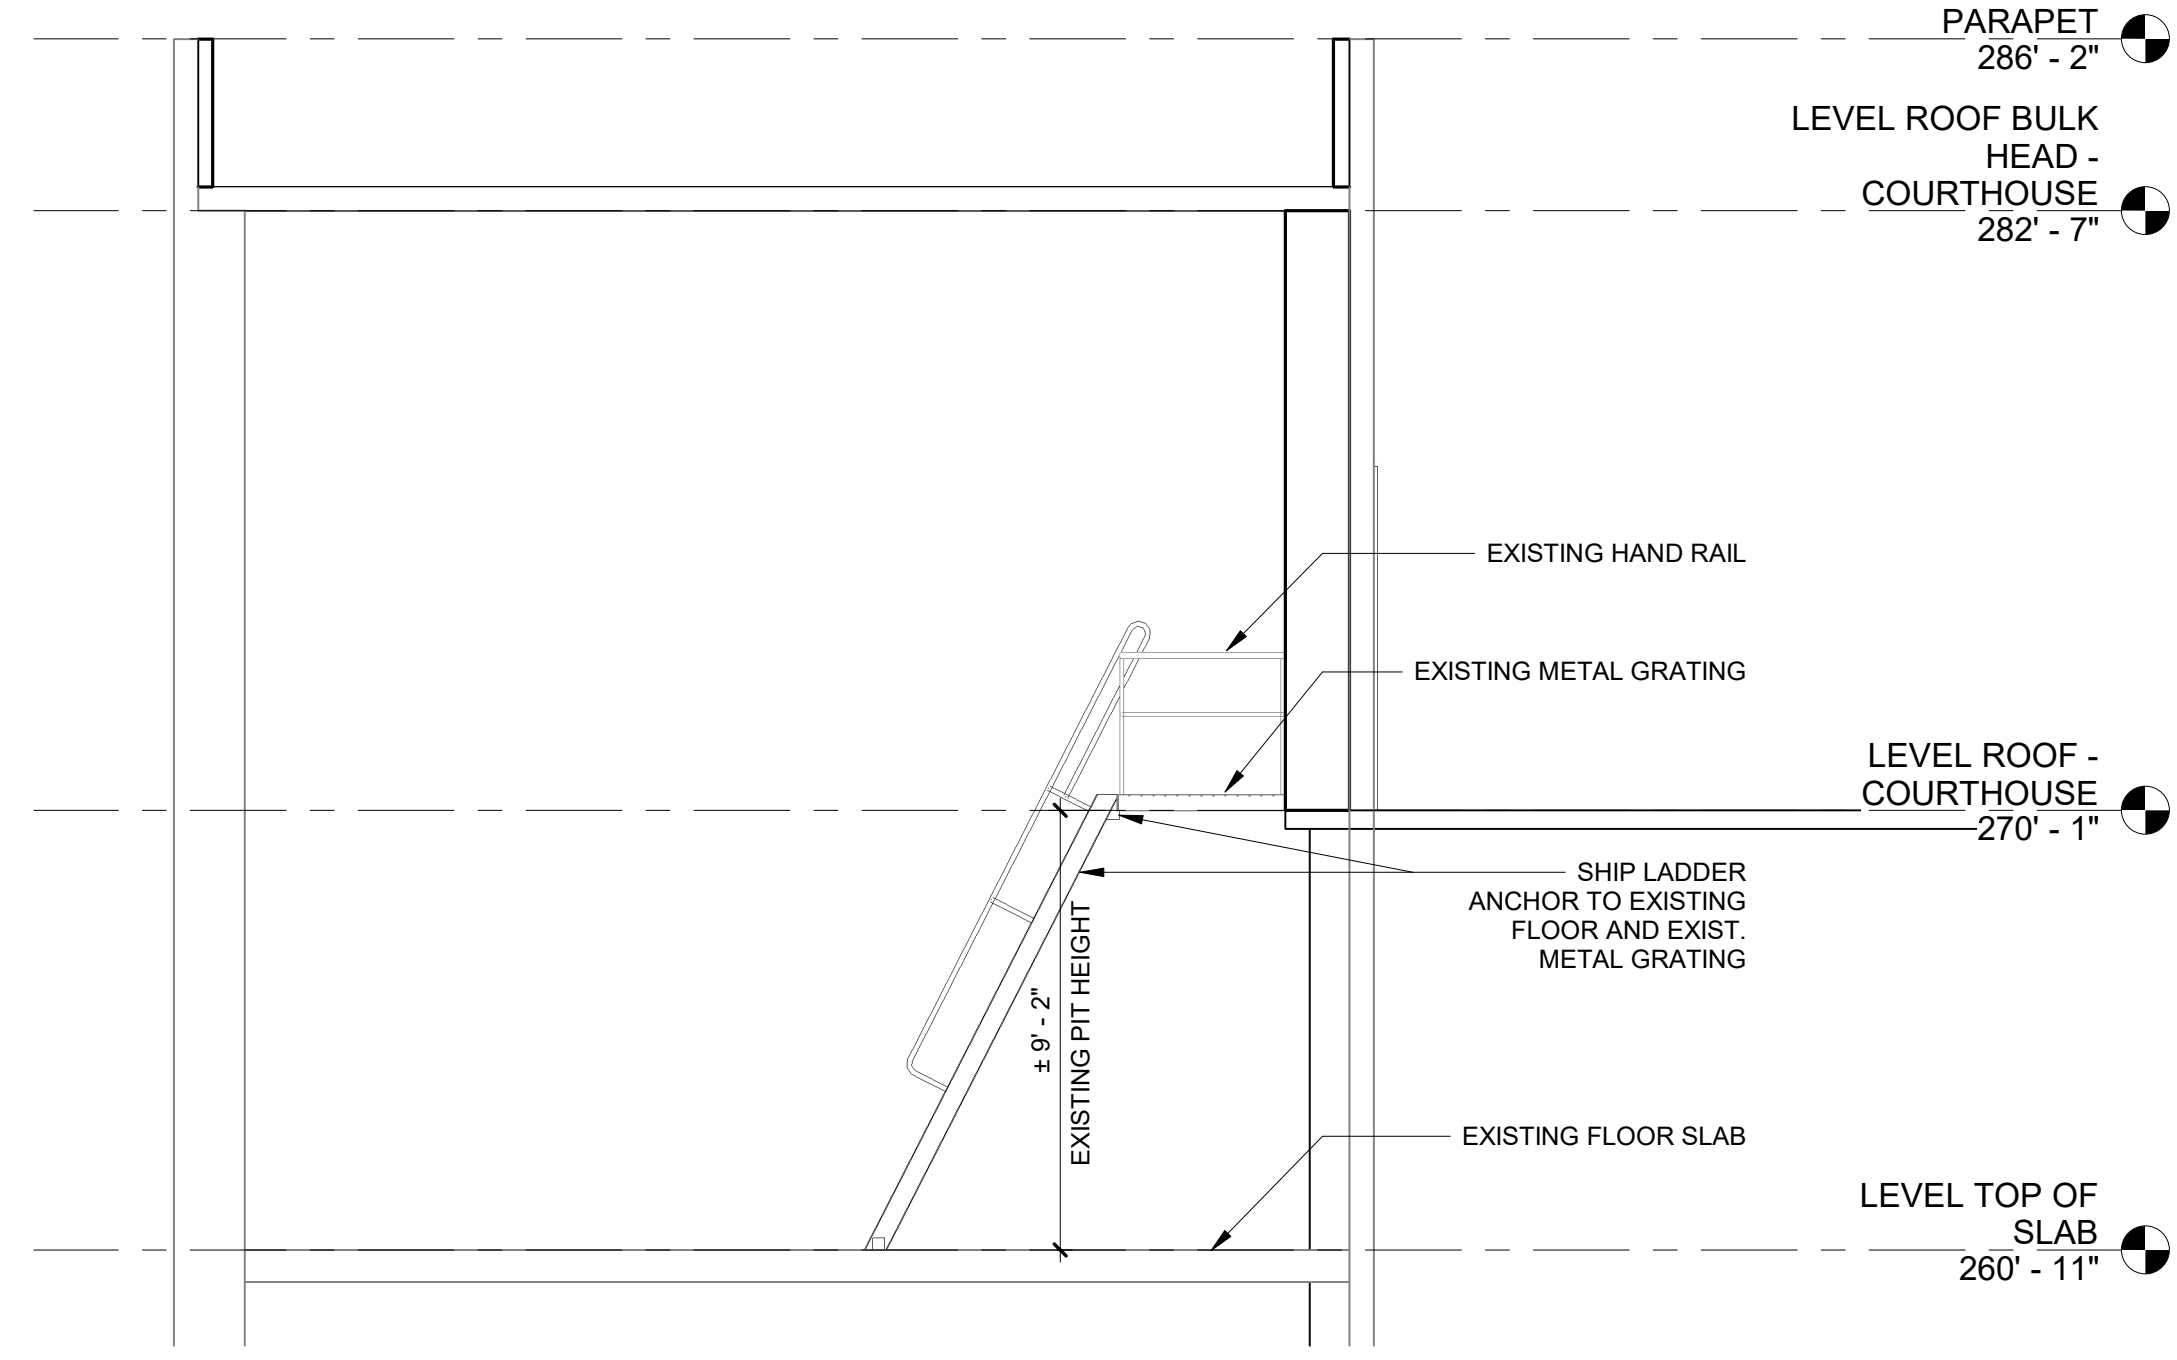 PARAPET
286' - 2"
LEVEL ROOF BULK
HEAD -
COURTHOUSE
282' - 7"
EXISTING HAND RAIL
EXISTING METAL GRATING
LEVEL ROOF -
COURTHOUSE
270' - 1"
SHIP LADDER
ANCHOR TO EXISTING
FLOOR AND EXIST.
METAL GRATING
± 9' - 2"
EXISTING PIT HEIGHT
EXISTING FLOOR SLAB
LEVEL TOP OF
SLAB
260' - 11"